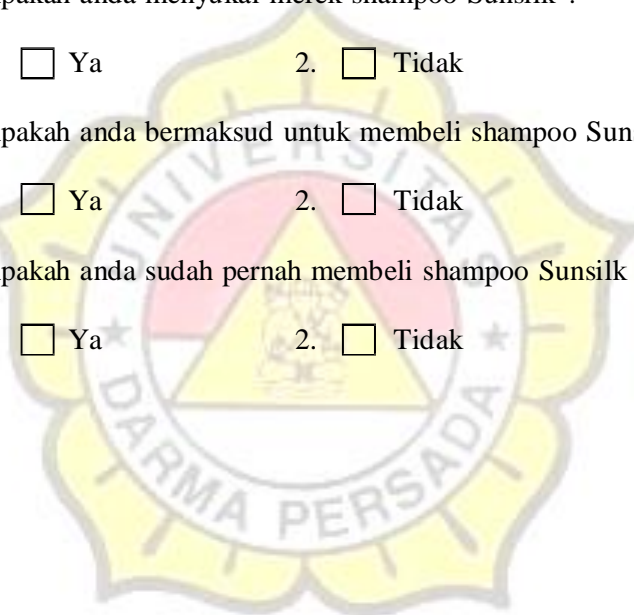 pakah anda menyukai merek shampoo Sunsilk ?
Ya 2. Tidak
pakah anda bermaksud untuk membeli shampoo Sun
Ya 2. Tidak
pakah anda sudah pernah membeli shampoo Sunsilk
Ya 2. Tidak
UNIVERSITAS
DARMA PERSADA